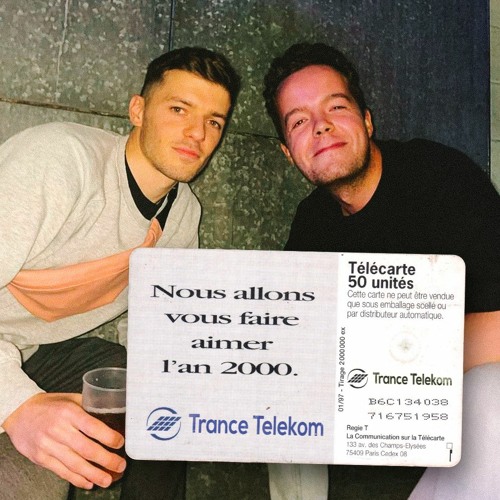 Nous allons
vous faire
aimer
l'an 2000.
Trance Telekom
Télécarte
50 unités
Cette carte ne peut être vendue
que sous emballage scellé ou
par distributeur automatique.
01/97 - Tirage 2 000 000 ex
Trance Telekom
B6C134038
716751958
Regie T
La Communication sur la Télécarte
133 av. des Champs-Elysées
75409 Paris Cedex 08